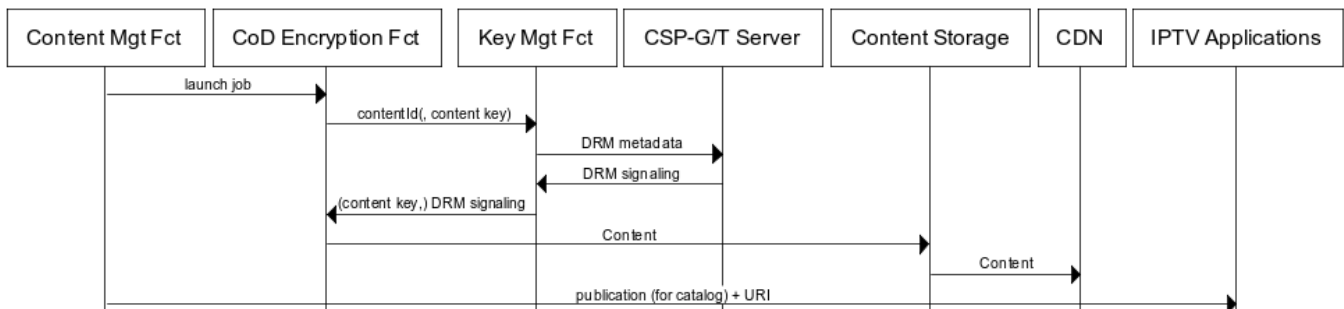 Content Mgt Fct
CoD Encryption Fct
Key Mgt Fct
CSP-G/T Server
Content Storage
CDN
IPTV Applications
launch job
contentId(, content key)
DRM metadata
DRM signaling
(content key,) DRM signaling
Content
Content
publication (for catalog) + URI